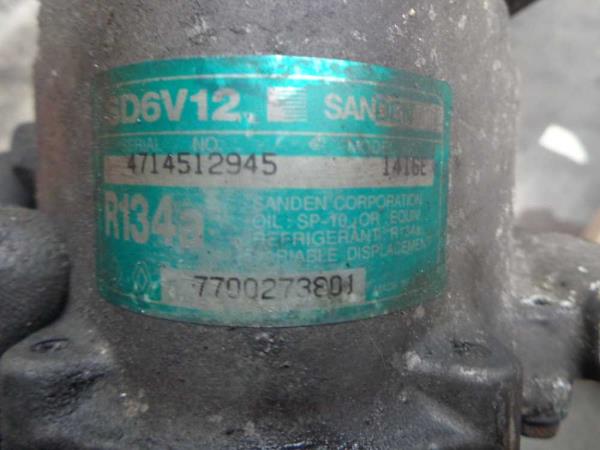 SD6V12 SANDEN
SERIAL NO. MODEL
4714512945 1416E
R134a
SANDEN CORPORATION
OIL : SP-10, OR EQUIV.
REFRIGERANT R134a
VARIABLE DISPLACEMENT
7700273801